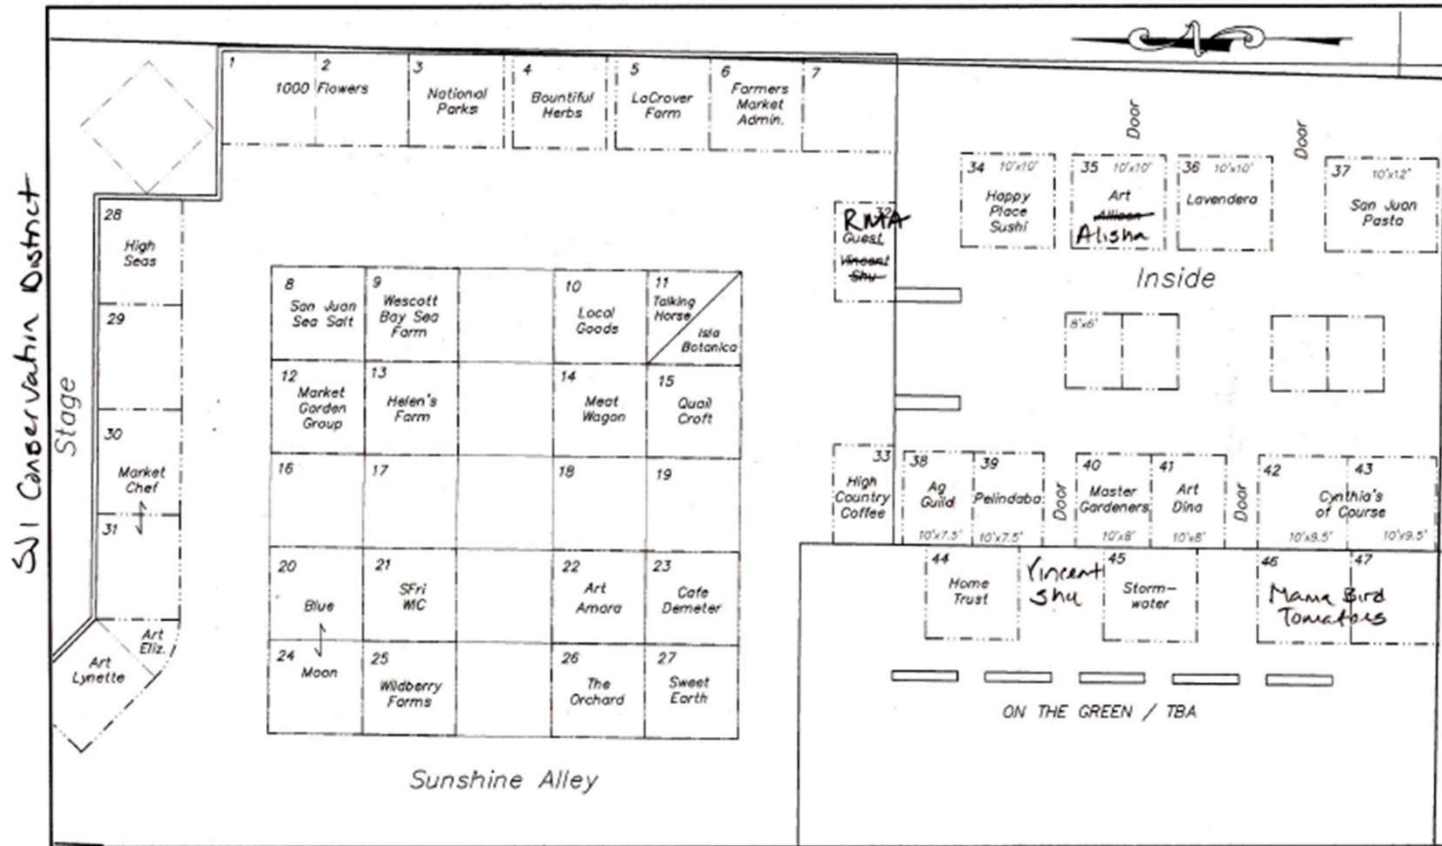 N
1
2
1000 Flowers
3
National
Parks
4
Bountiful
Herbs
5
LaCrover
Farm
6
Farmers
Market
Admin.
7
SJI Conservatin District
Stage
28
High
Seas
29
30
Market
Chef
31
Art
Eliz.
Art
Lynette
8
San Juan
Sea Salt
9
Wescott
Bay Sea
Farm
10
Local
Goods
11
Talking
Horse
Isla
Botanica
12
Market
Garden
Group
13
Helen's
Farm
14
Meat
Wagon
15
Quail
Croft
16
17
18
19
20
Blue
21
SFri
WIC
22
Art
Amora
23
Cafe
Demeter
24
Moon
25
Wildberry
Farms
26
The
Orchard
27
Sweet
Earth
Sunshine Alley
32
RMA
Guest
Vincent
Shu
33
High
Country
Coffee
Door
Door
34 10'x10'
Happy
Place
Sushi
35 10'x10'
Art
Allison
Alisha
36 10'x10'
Lavendera
37 10'x12'
San Juan
Pasta
Inside
8'x6'
38
Ag
Guild
10'x7.5'
39
Pelindaba
10'x7.5'
Door
40
Master
Gardeners
10'x8'
41
Art
Dina
10'x8'
Door
42
43
Cynthia's
of Course
10'x9.5'
10'x9.5'
44
Home
Trust
Vincent
Shu
45
Storm-
water
46
47
Mama Bird
Tomatoes
ON THE GREEN / TBA